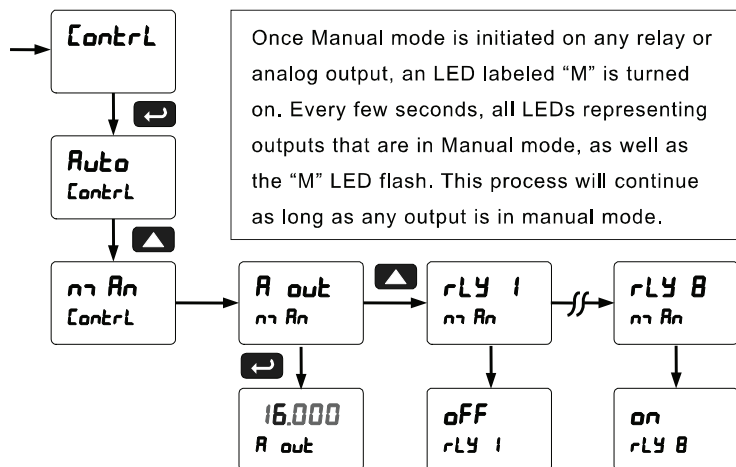 Contrl
Once Manual mode is initiated on any relay or
analog output, an LED labeled “M” is turned
on. Every few seconds, all LEDs representing
outputs that are in Manual mode, as well as
the “M” LED flash. This process will continue
as long as any output is in manual mode.
Auto
Contrl
mAn
Contrl
A out
mAn
rLY 1
mAn
rLY 8
mAn
16.000
A out
oFF
rLY 1
on
rLY 8